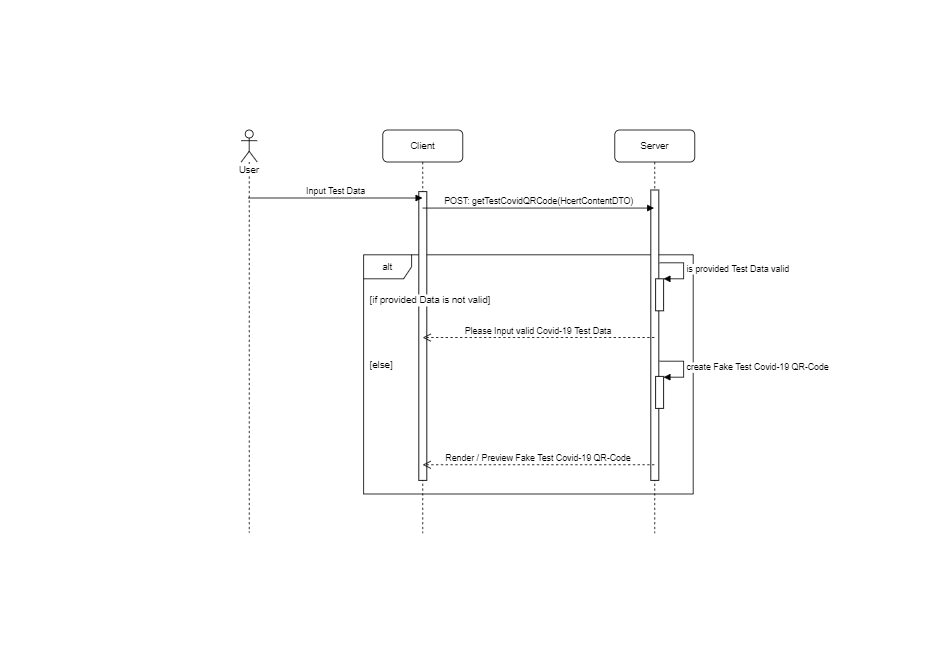 Client
Server
User
Input Test Data
POST: getTestCovidQRCode(HcertContentDTO)
alt
is provided Test Data valid
[if provided Data is not valid]
Please Input valid Covid-19 Test Data
[else]
create Fake Test Covid-19 QR-Code
Render / Preview Fake Test Covid-19 QR-Code